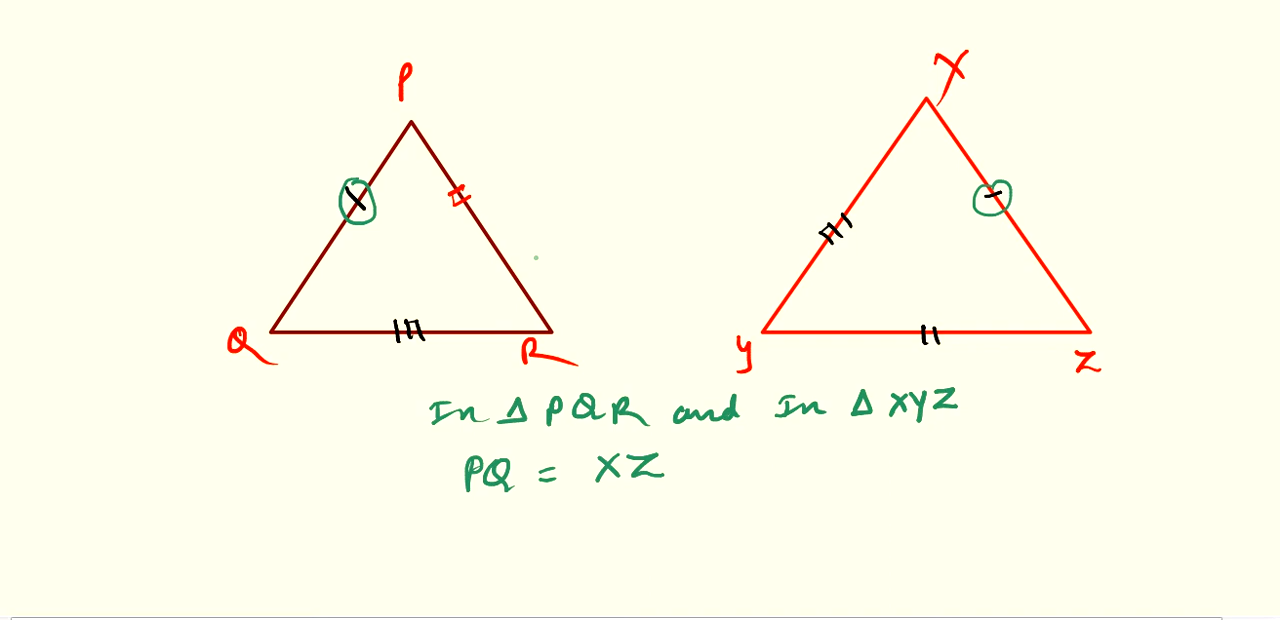 P
X
Q
R
y
Z
In Δ PQR and In Δ XYZ
PQ = XZ